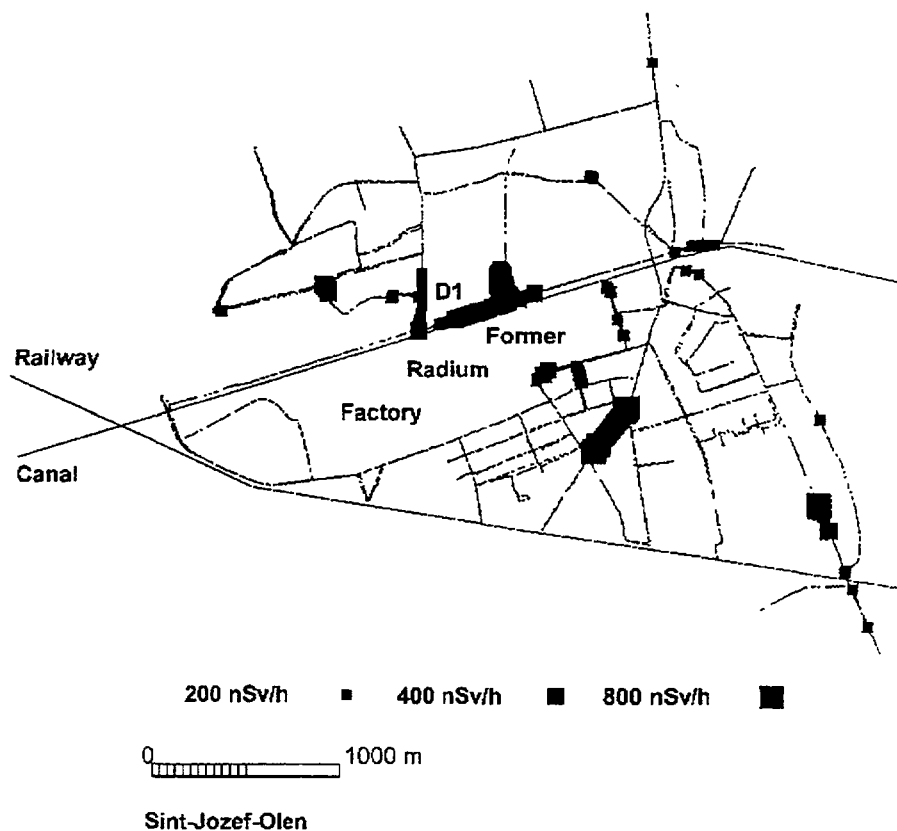 D1
Former
Railway
Radium
Factory
Canal
200 nSv/h 400 nSv/h 800 nSv/h
0 1000 m
Sint-Jozef-Olen